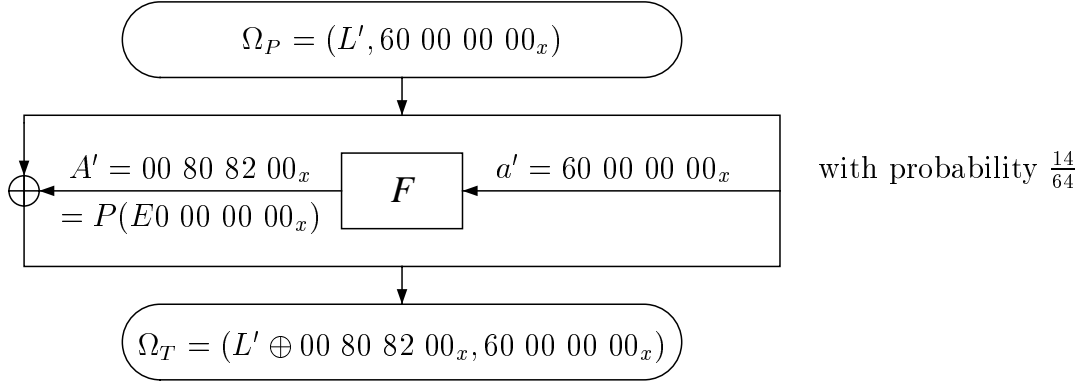 Ω_P = (L′, 60 00 00 00_x)
A′ = 00 80 82 00_x
= P(E0 00 00 00_x)
F
a′ = 60 00 00 00_x
with probability 14/64
Ω_T = (L′ ⊕ 00 80 82 00_x, 60 00 00 00_x)